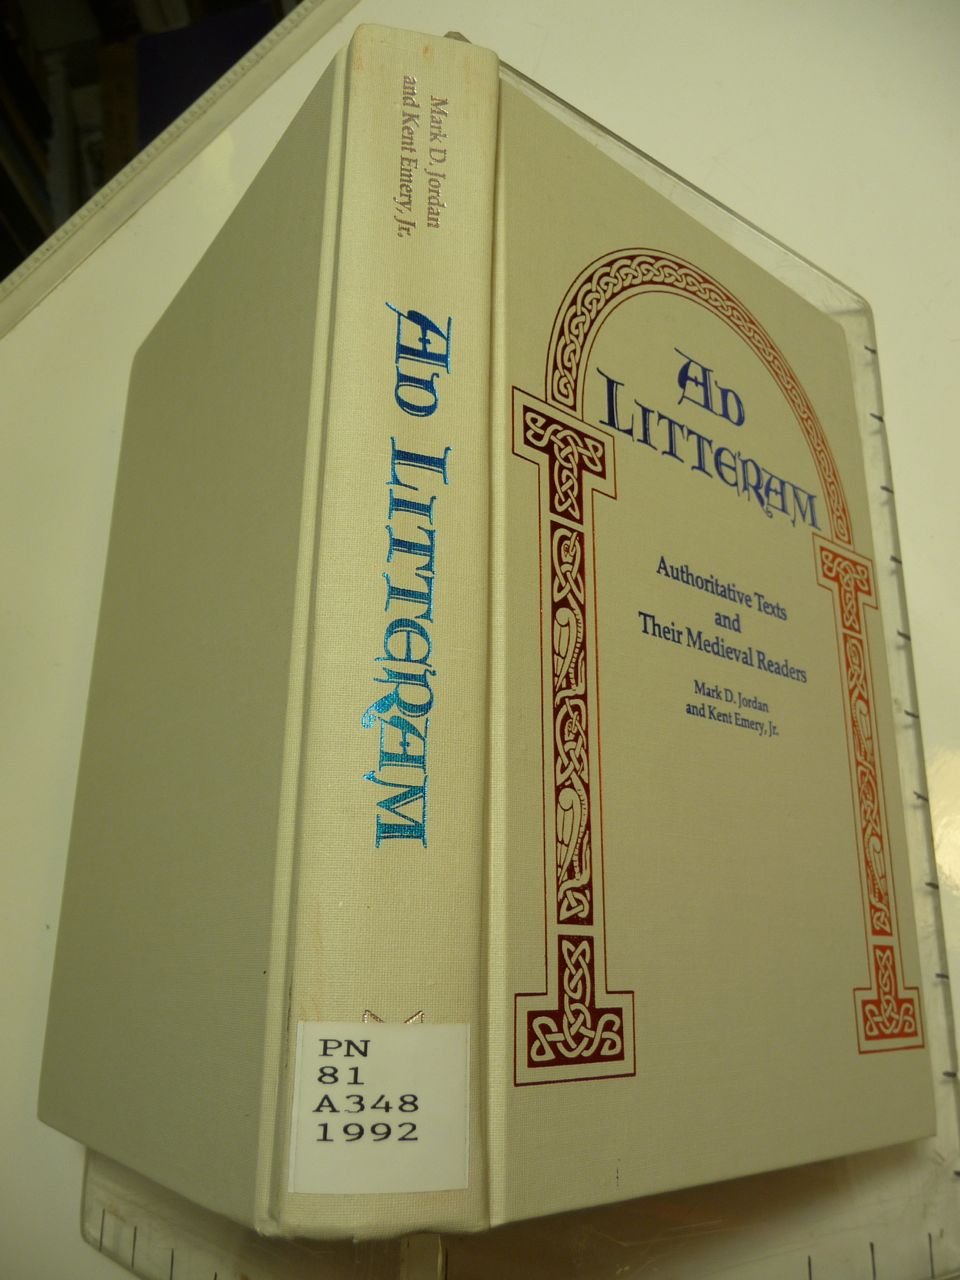 Mark D. Jordan
and Kent Emery, Jr.
AD LITTERAM
PN
81
A348
1992
AD
LITTERAM
Authoritative Texts
and
Their Medieval Readers
Mark D. Jordan
and Kent Emery, Jr.